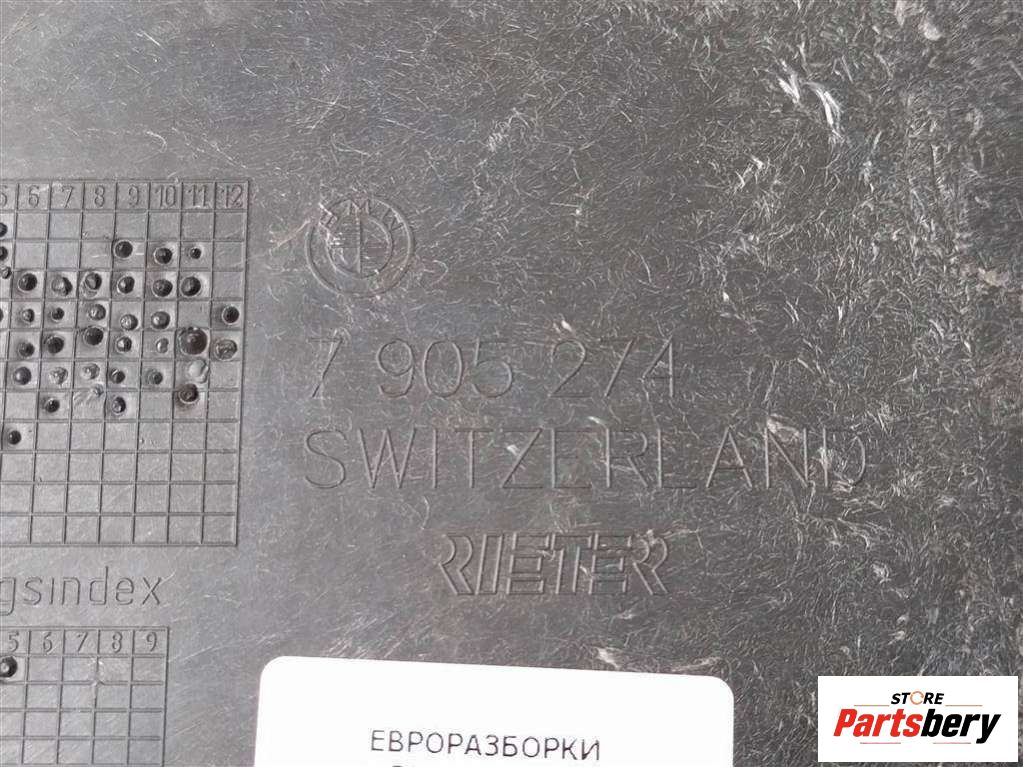 5 6 7 8 9 10 11 12
BMW
7 905 274
SWITZERLAND
RIETER
gsindex
5 6 7 8 9
ЕВРОРАЗБОРКИ
STORE
Partsbery